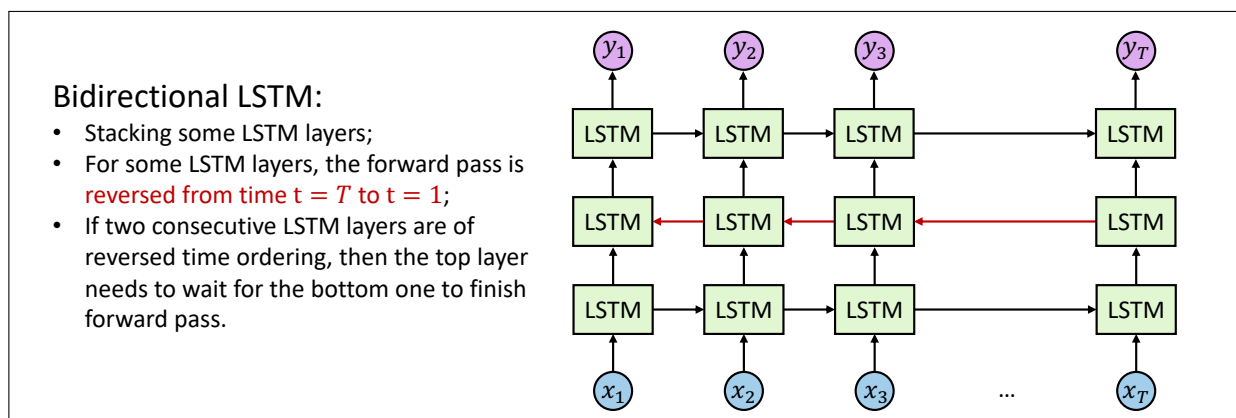 Bidirectional LSTM:
• Stacking some LSTM layers;
• For some LSTM layers, the forward pass is
reversed from time t = T to t = 1;
• If two consecutive LSTM layers are of
reversed time ordering, then the top layer
needs to wait for the bottom one to finish
forward pass.
y₁ y₂ y₃ y_T
LSTM LSTM LSTM LSTM
LSTM LSTM LSTM LSTM
LSTM LSTM LSTM LSTM
x₁ x₂ x₃ ... x_T